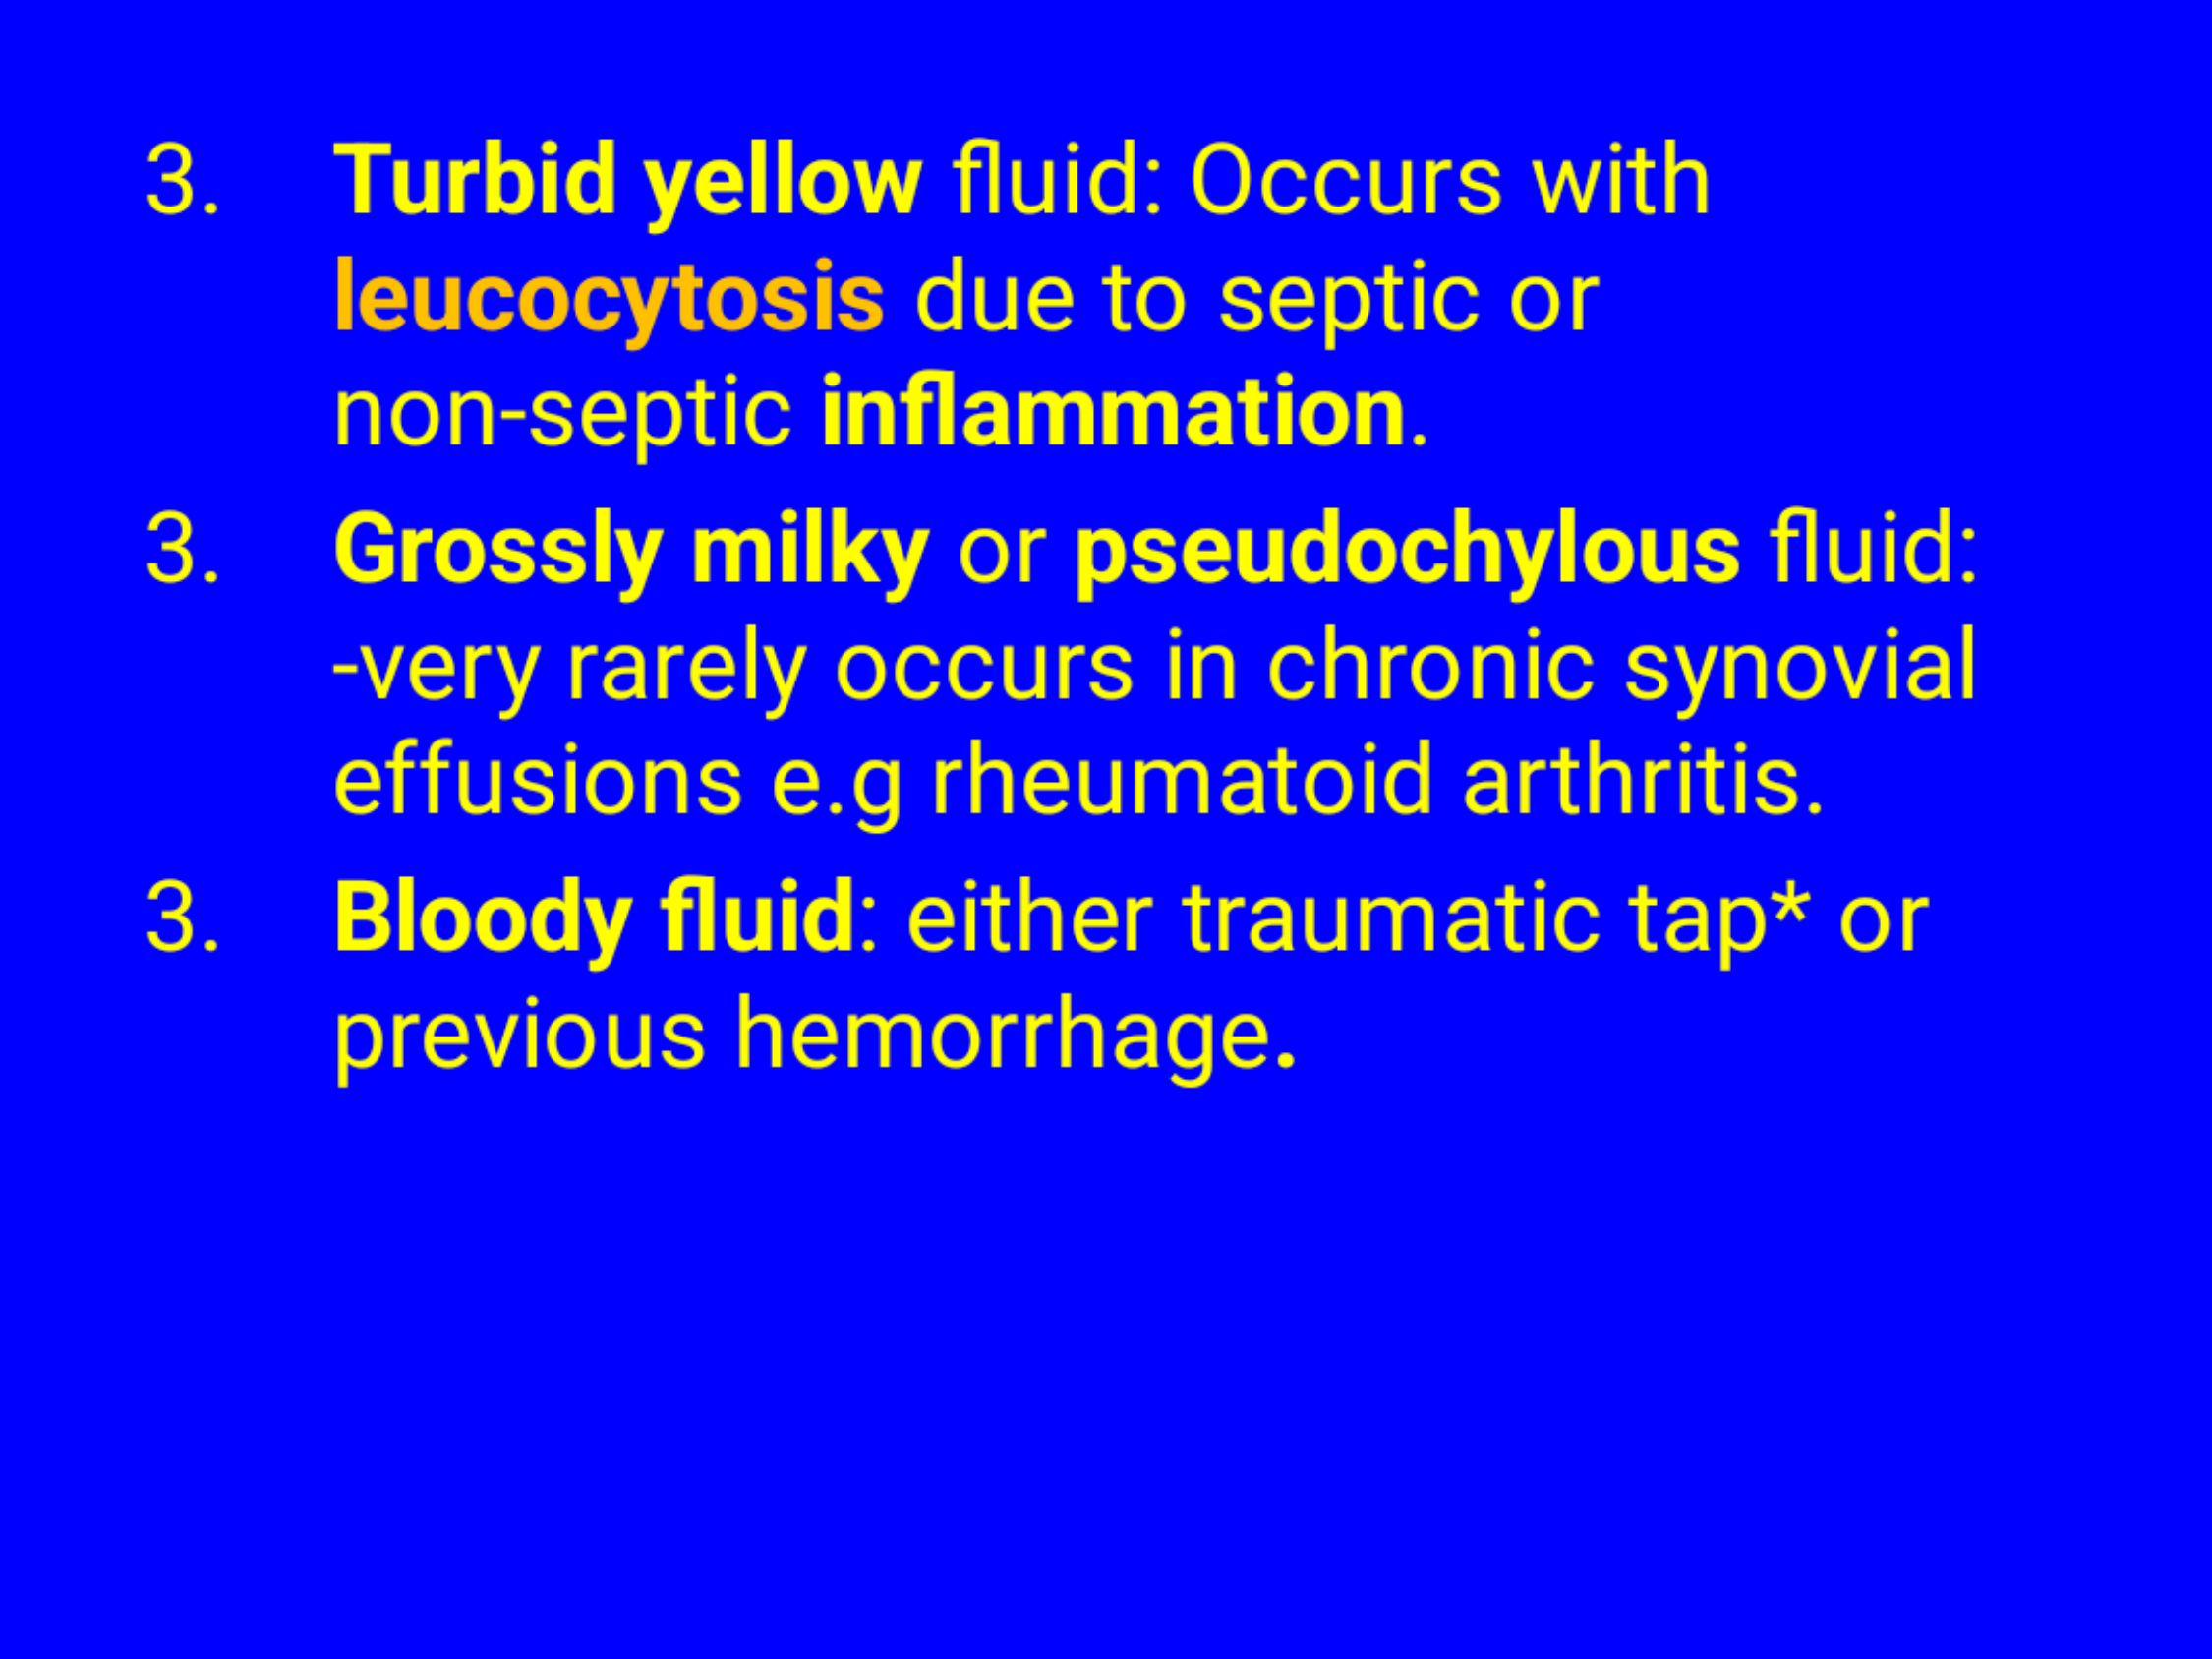 3. Turbid yellow fluid: Occurs with
leucocytosis due to septic or
non-septic inflammation.
3. Grossly milky or pseudochylous fluid:
-very rarely occurs in chronic synovial
effusions e.g rheumatoid arthritis.
3. Bloody fluid: either traumatic tap* or
previous hemorrhage.